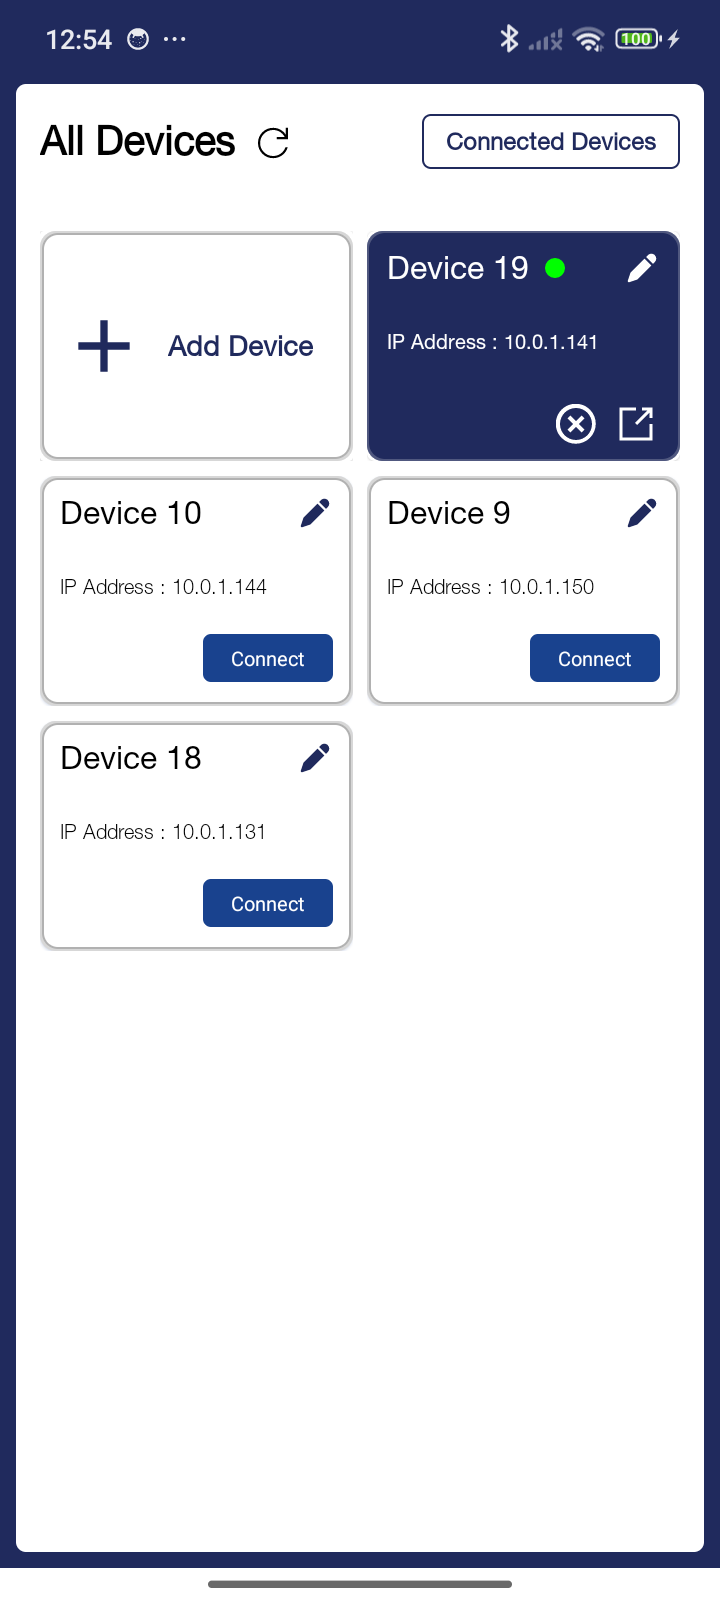 12:54
100
All Devices
Connected Devices
Add Device
Device 19
IP Address : 10.0.1.141
Device 10
IP Address : 10.0.1.144
Connect
Device 9
IP Address : 10.0.1.150
Connect
Device 18
IP Address : 10.0.1.131
Connect